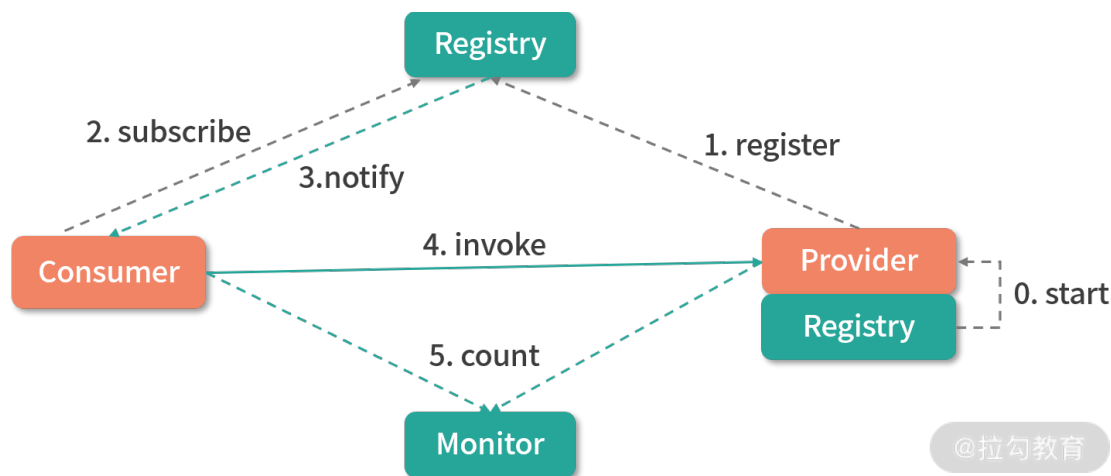 Registry
2. subscribe
1. register
3.notify
4. invoke
Consumer
Provider
0. start
Registry
5. count
Monitor
@拉勾教育